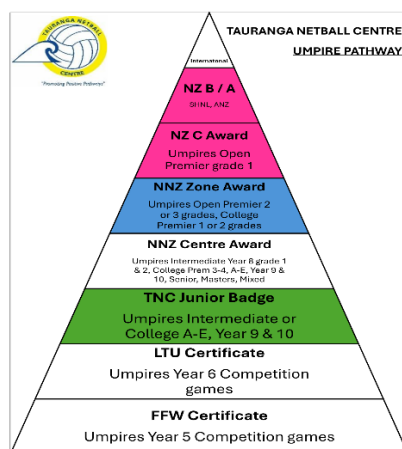 TAURANGA NETBALL
CENTRE
"Promoting Positive Pathways"
TAURANGA NETBALL CENTRE
UMPIRE PATHWAY
International
NZ B / A
SHNL, ANZ
NZ C Award
Umpires Open
Premier grade 1
NNZ Zone Award
Umpires Open Premier 2
or 3 grades, College
Premier 1 or 2 grades
NNZ Centre Award
Umpires Intermediate Year 8 grade 1
& 2, College Prem 3-4, A-E, Year 9 &
10, Senior, Masters, Mixed
TNC Junior Badge
Umpires Intermediate or
College A-E, Year 9 & 10
LTU Certificate
Umpires Year 6 Competition
games
FFW Certificate
Umpires Year 5 Competition games